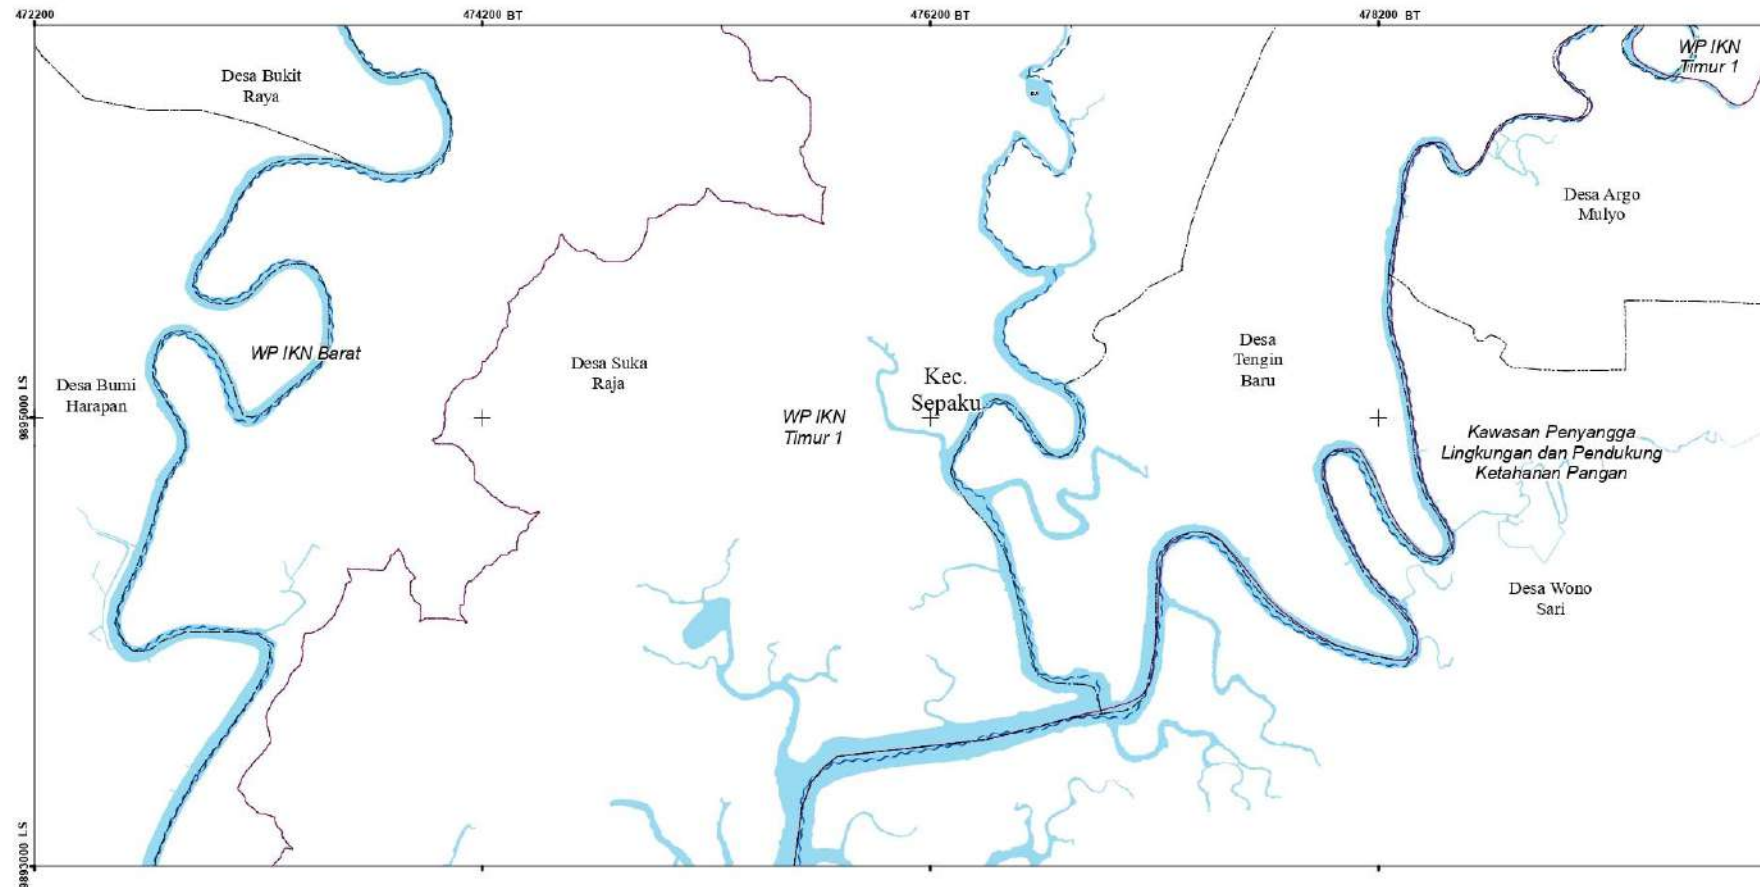 472200
474200 BT
476200
478200 BT
WP IKN
Timur 1
Desa Bukit
Raya
Desa Argo
Mulyo
WP IKN Barat
Desa Suka
Raja
Desa
Tengin
Baru
Desa Bumi
Harapan
Kec.
Sepaku
WP IKN
Timur 1
9895000 LS
Kawasan Penyangga
Lingkungan dan Pendukung
Ketahanan Pangan
Desa Wono
Sari
9893000 LS